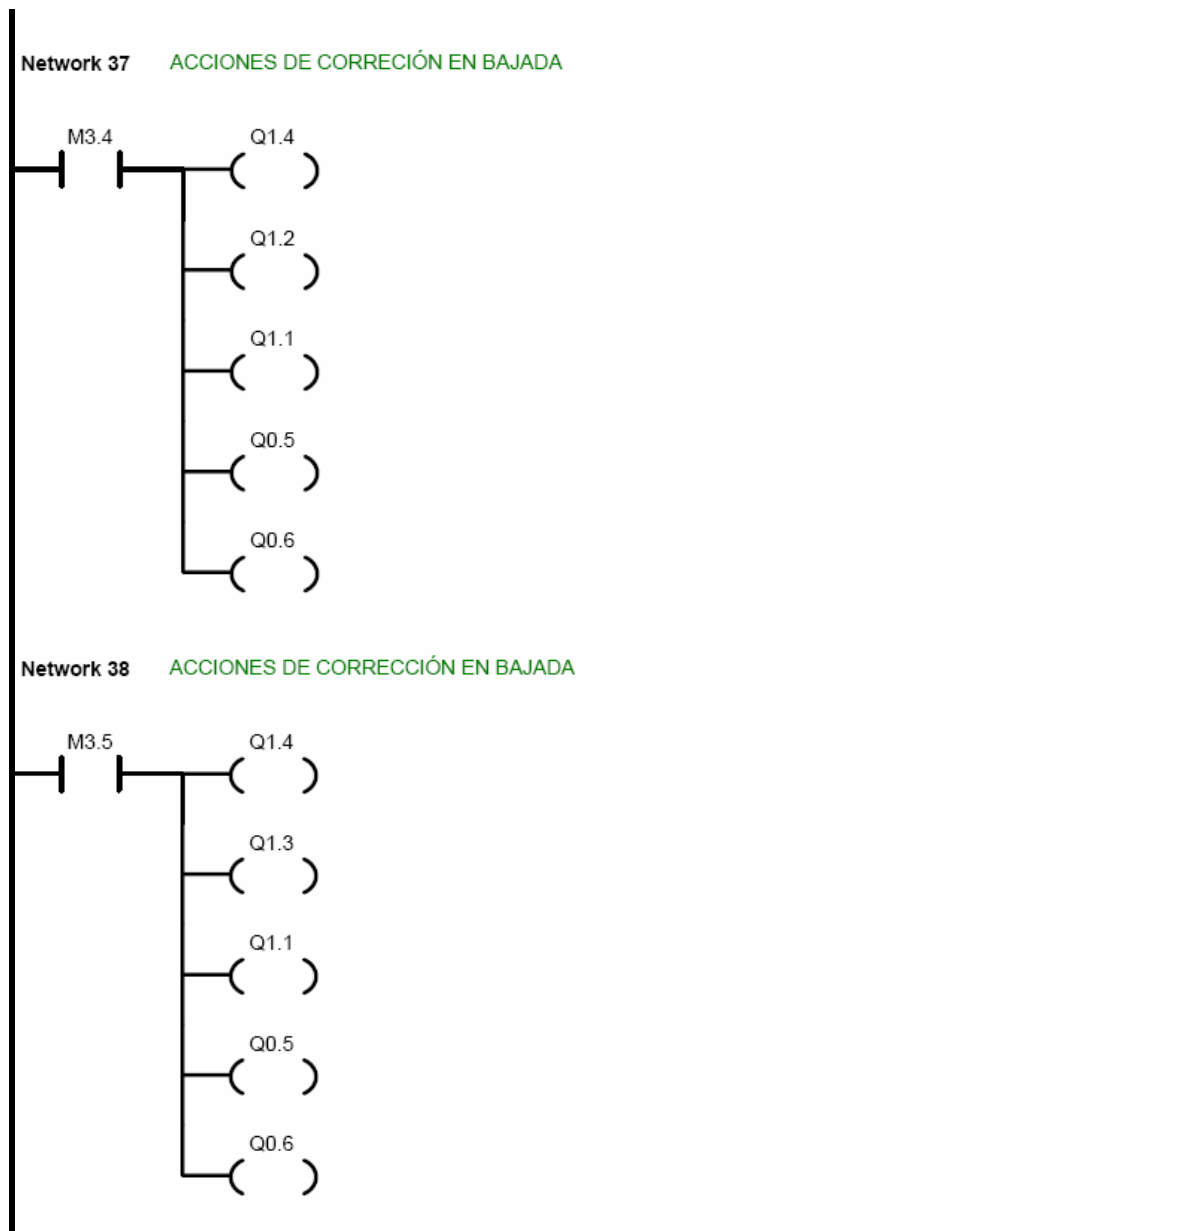 Network 37 ACCIONES DE CORRECIÓN EN BAJADA
M3.4 Q1.4
Q1.2
Q1.1
Q0.5
Q0.6
Network 38 ACCIONES DE CORRECCIÓN EN BAJADA
M3.5 Q1.4
Q1.3
Q1.1
Q0.5
Q0.6